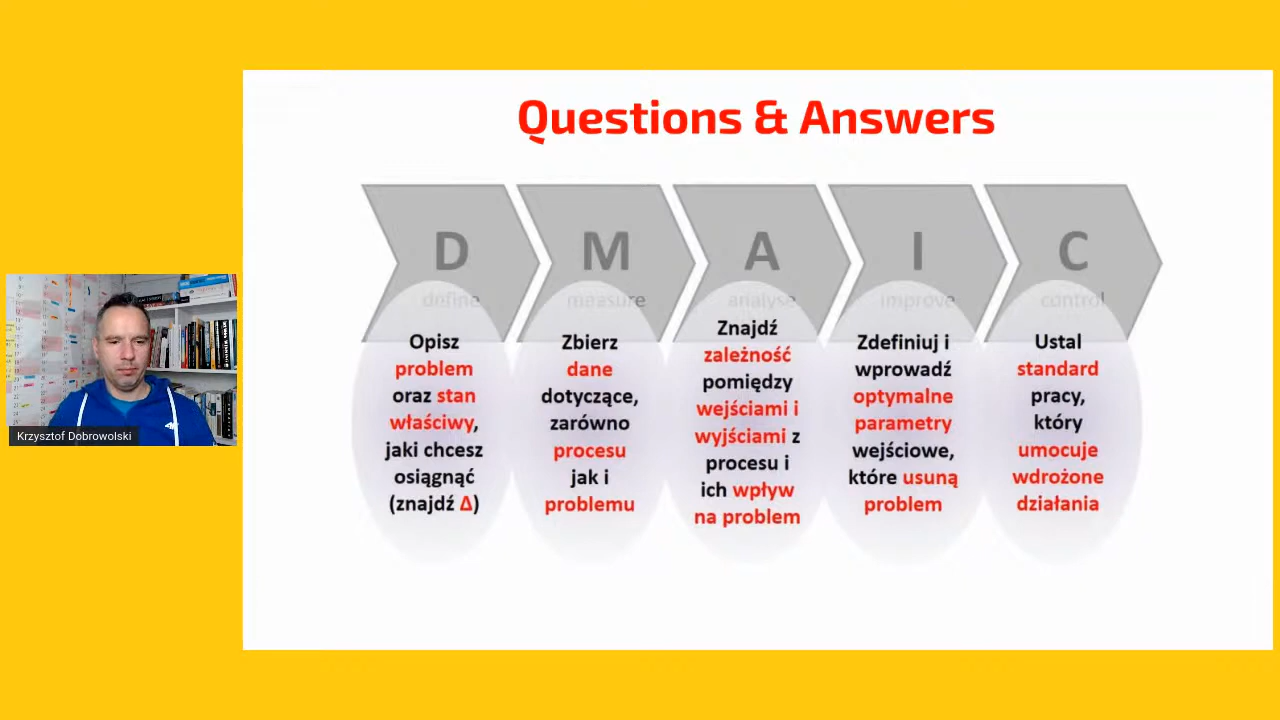 Questions & Answers
D
define
M
measure
A
analyse
I
improve
C
control
Opisz
problem
oraz stan
właściwy,
jaki chcesz
osiągnąć
(znajdź Δ)
Zbierz
dane
dotyczące,
zarówno
procesu
jak i
problemu
Znajdź
zależność
pomiędzy
wejściami i
wyjściami z
procesu i
ich wpływ
na problem
Zdefiniuj i
wprowadź
optymalne
parametry
wejściowe,
które usuną
problem
Ustal
standard
pracy,
który
umocuje
wdrożone
działania
Krzysztof Dobrowolski